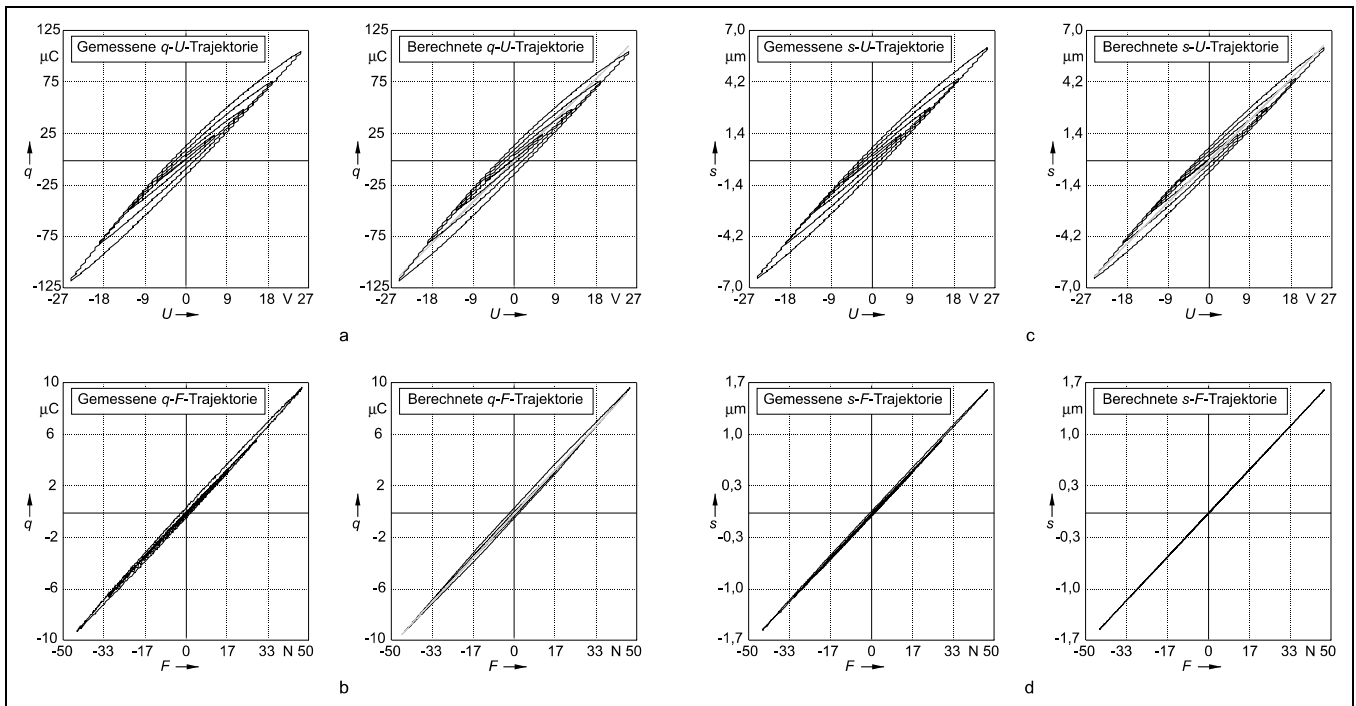 Gemessene q-U-Trajektorie
125
µC
75
25
q
-25
-75
-125
-27 -18 -9 0 9 18 V 27
U
Berechnete q-U-Trajektorie
125
µC
75
25
q
-25
-75
-125
-27 -18 -9 0 9 18 V 27
U
a
Gemessene s-U-Trajektorie
7,0
µm
4,2
1,4
s
-1,4
-4,2
-7,0
-27 -18 -9 0 9 18 V 27
U
Berechnete s-U-Trajektorie
7,0
µm
4,2
1,4
s
-1,4
-4,2
-7,0
-27 -18 -9 0 9 18 V 27
U
c
Gemessene q-F-Trajektorie
10
µC
6
2
q
-2
-6
-10
-50 -33 -17 0 17 33 N 50
F
Berechnete q-F-Trajektorie
10
µC
6
2
q
-2
-6
-10
-50 -33 -17 0 17 33 N 50
F
b
Gemessene s-F-Trajektorie
1,7
µm
1,0
0,3
s
-0,3
-1,0
-1,7
-50 -33 -17 0 17 33 N 50
F
Berechnete s-F-Trajektorie
1,7
µm
1,0
0,3
s
-0,3
-1,0
-1,7
-50 -33 -17 0 17 33 N 50
F
d